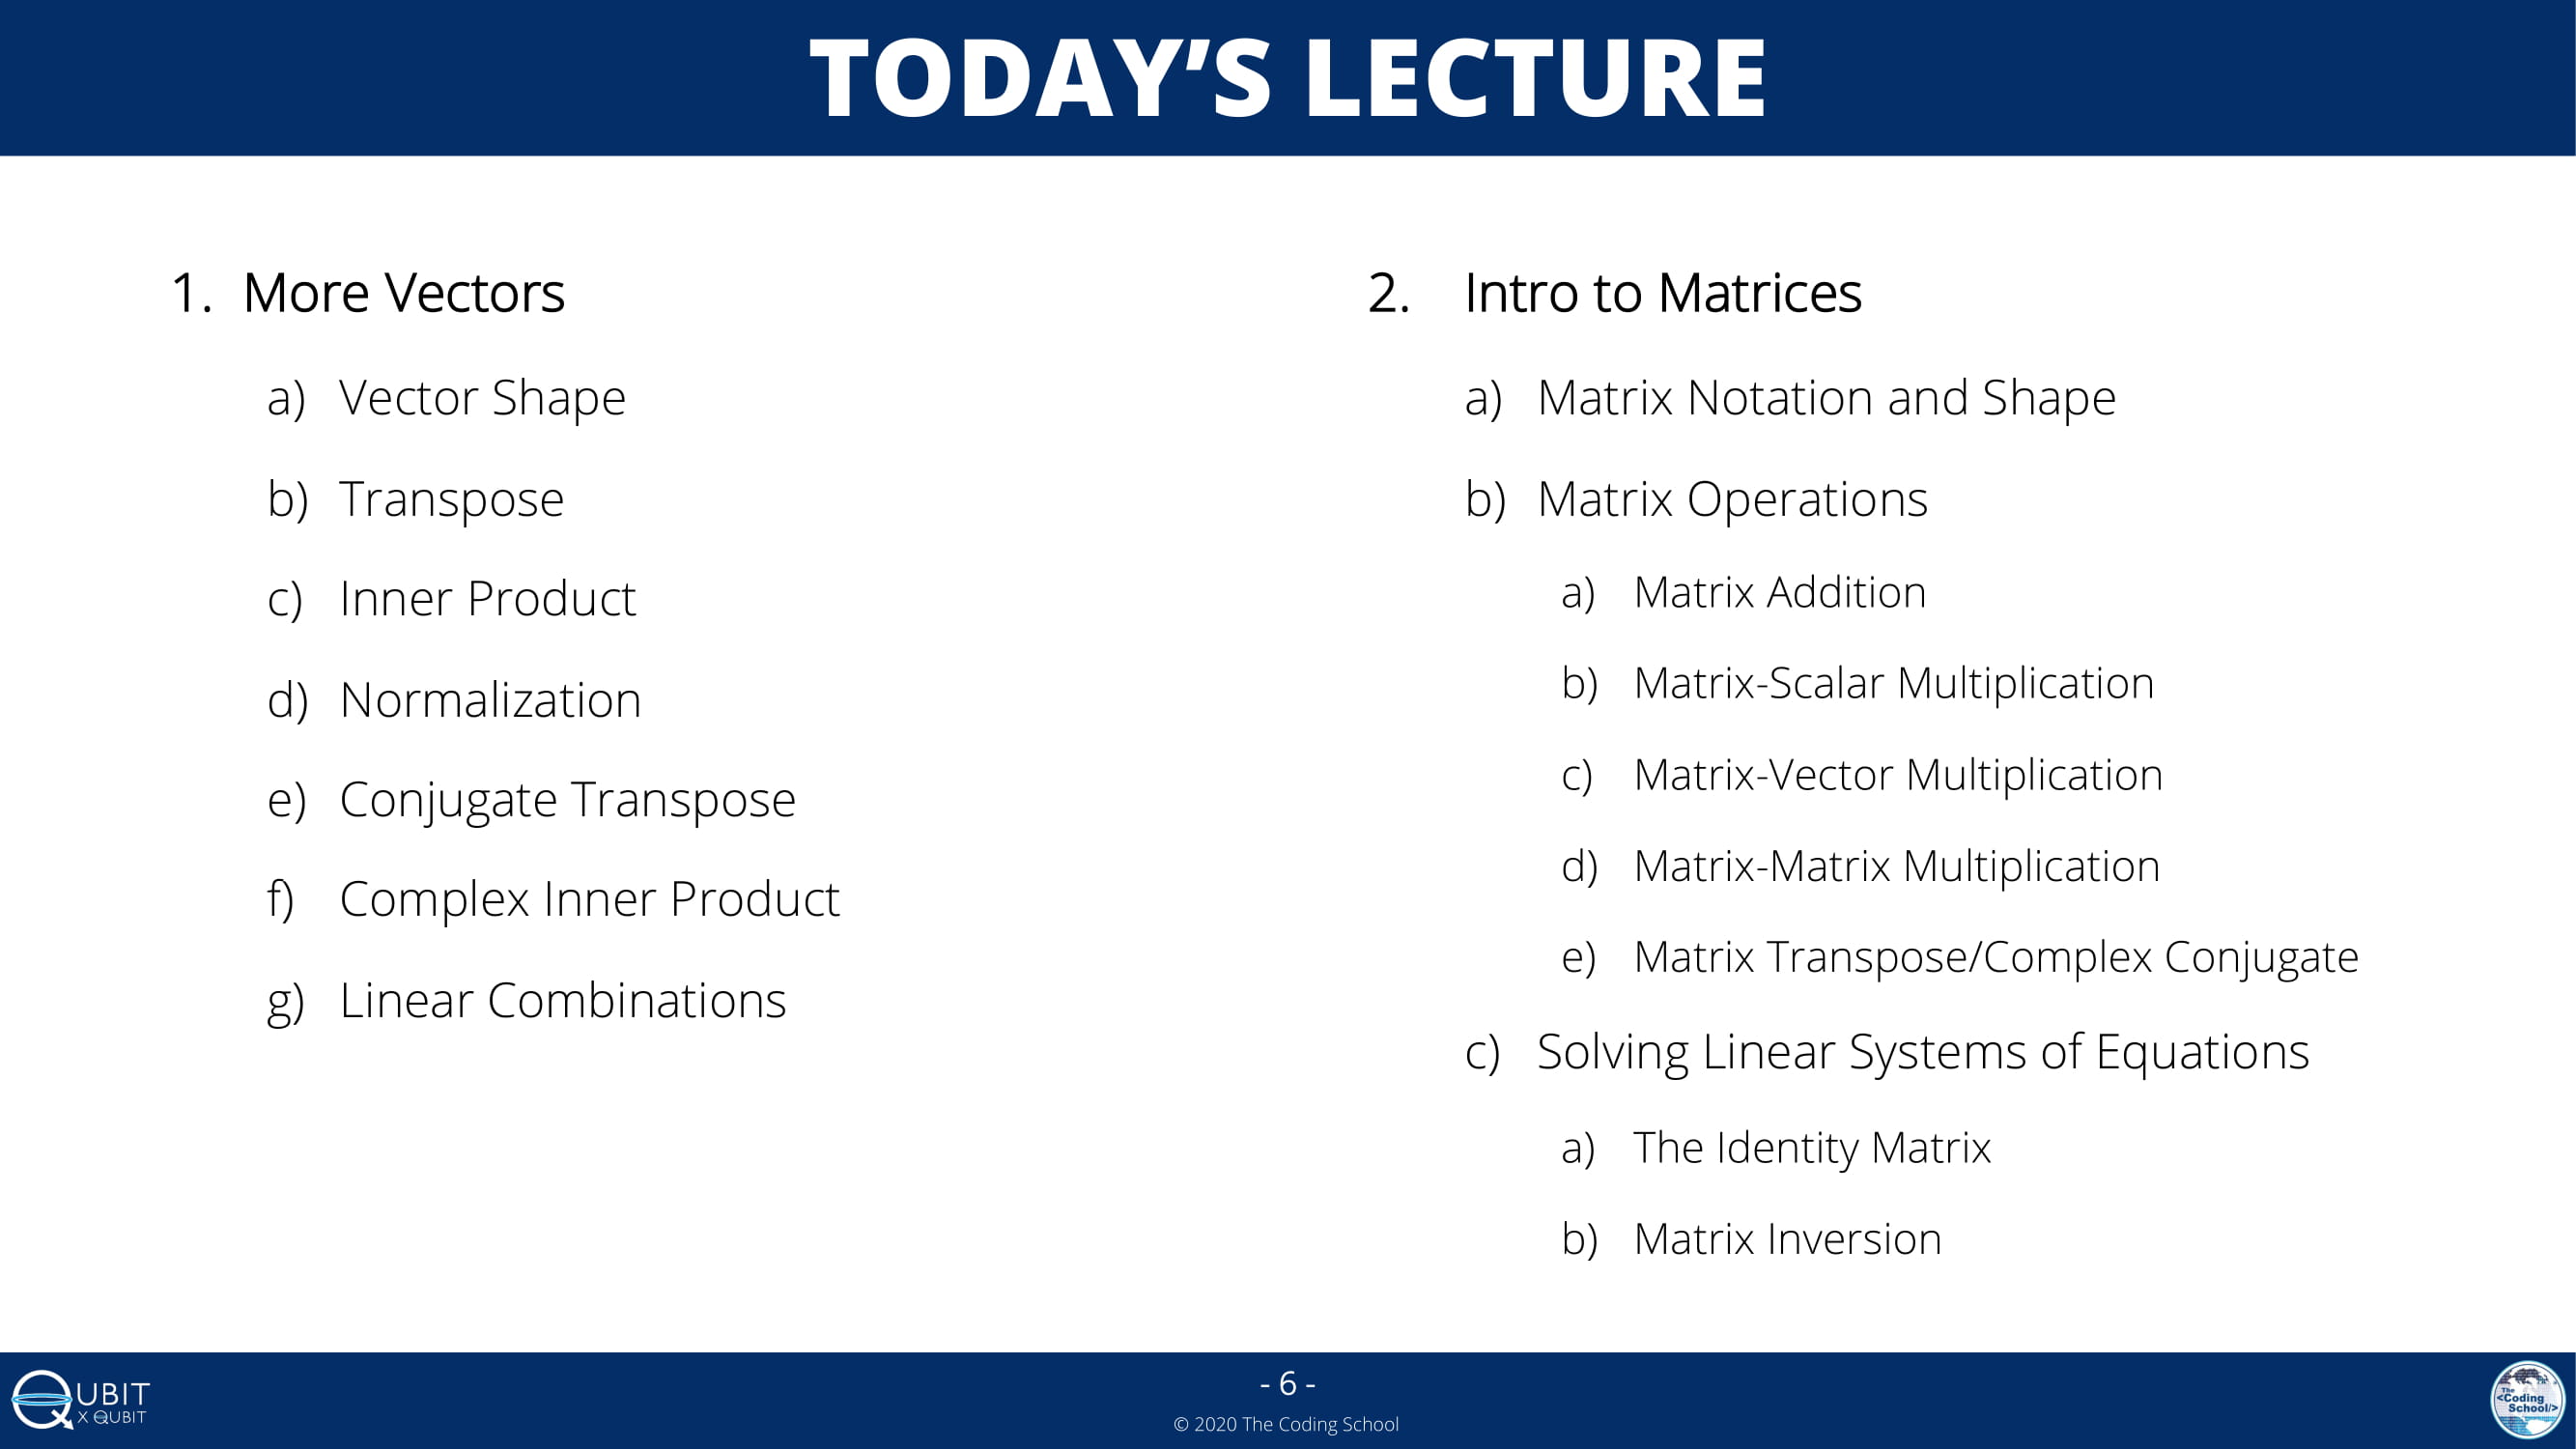 TODAY’S LECTURE
1. More Vectors
a) Vector Shape
b) Transpose
c) Inner Product
d) Normalization
e) Conjugate Transpose
f) Complex Inner Product
g) Linear Combinations
2. Intro to Matrices
a) Matrix Notation and Shape
b) Matrix Operations
a) Matrix Addition
b) Matrix-Scalar Multiplication
c) Matrix-Vector Multiplication
d) Matrix-Matrix Multiplication
e) Matrix Transpose/Complex Conjugate
c) Solving Linear Systems of Equations
a) The Identity Matrix
b) Matrix Inversion
QUBIT
X QUBIT
- 6 -
© 2020 The Coding School
The
<Coding
School/>